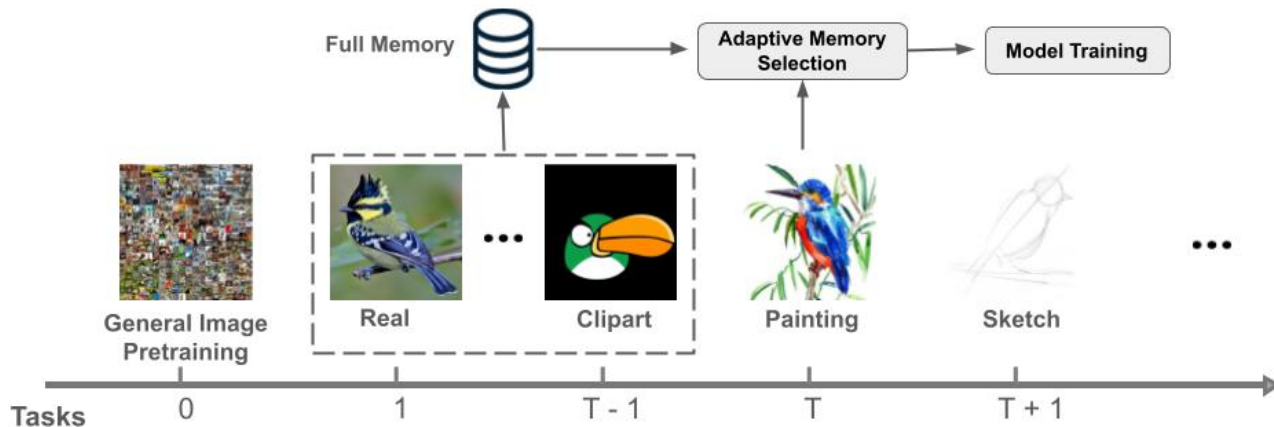 Full Memory
Adaptive Memory
Selection
Model Training
General Image
Pretraining
Real
Clipart
Painting
Sketch
Tasks
0
1
T - 1
T
T + 1